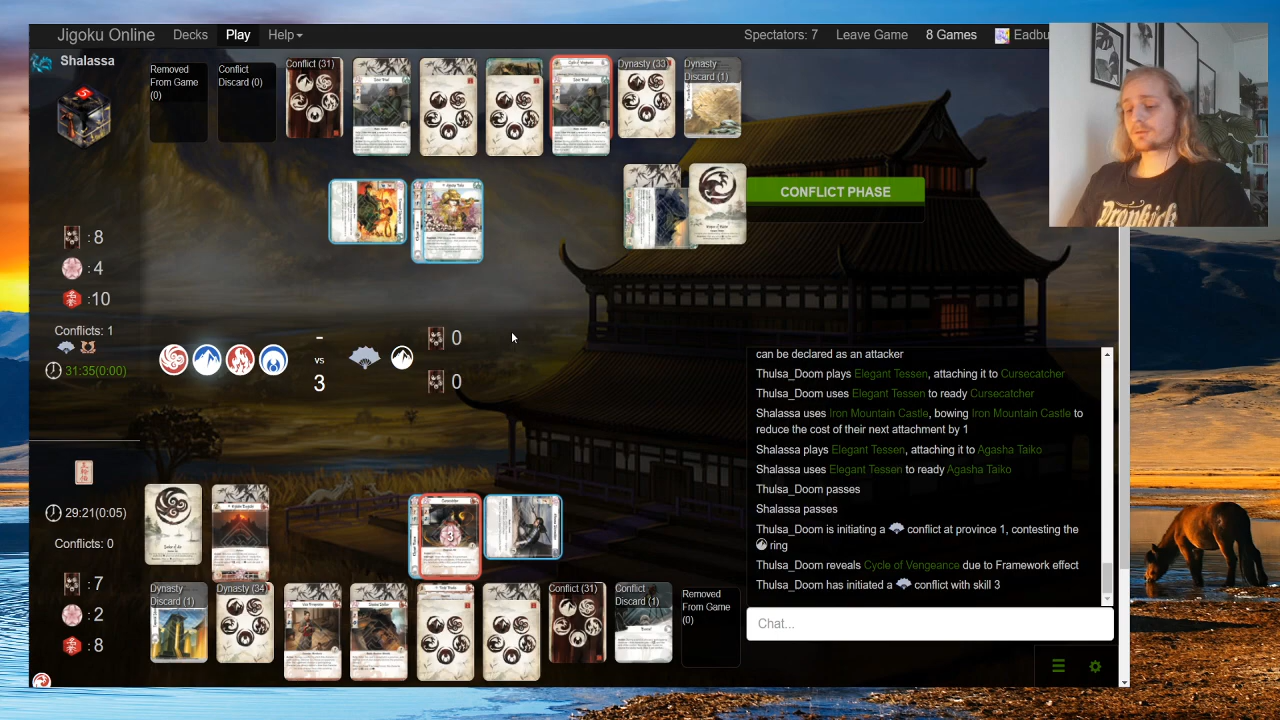 Jigoku Online
Decks
Play
Help
Spectators: 7
Leave Game
8 Games
Eadbu
Shalassa
Removed From Game (0)
Conflict Discard (0)
Conflict (31)
Cycle of Vengeance
Dynasty (33)
Dynasty Discard (1)
CONFLICT PHASE
Agasha Taiko
:8
:4
:10
Conflicts: 1
31:35(0:00)
-
vs
3
0
0
can be declared as an attacker
Thulsa_Doom plays Elegant Tessen, attaching it to Cursecatcher
Thulsa_Doom uses Elegant Tessen to ready Cursecatcher
Shalassa uses Iron Mountain Castle, bowing Iron Mountain Castle to
reduce the cost of their next attachment by 1
Shalassa plays Elegant Tessen, attaching it to Agasha Taiko
Shalassa uses Elegant Tessen to ready Agasha Taiko
Thulsa_Doom passes
Shalassa passes
Thulsa_Doom is initiating a conflict at province 1, contesting the
ring
Thulsa_Doom reveals Cycle of Vengeance due to Framework effect
Thulsa_Doom has initiated a conflict with skill 3
Chat...
29:21(0:05)
Conflicts: 0
:7
:2
:8
3
Dynasty Discard (1)
Dynasty (34)
Conflict (31)
Conflict Discard (1)
Removed From Game (0)
Dropkick